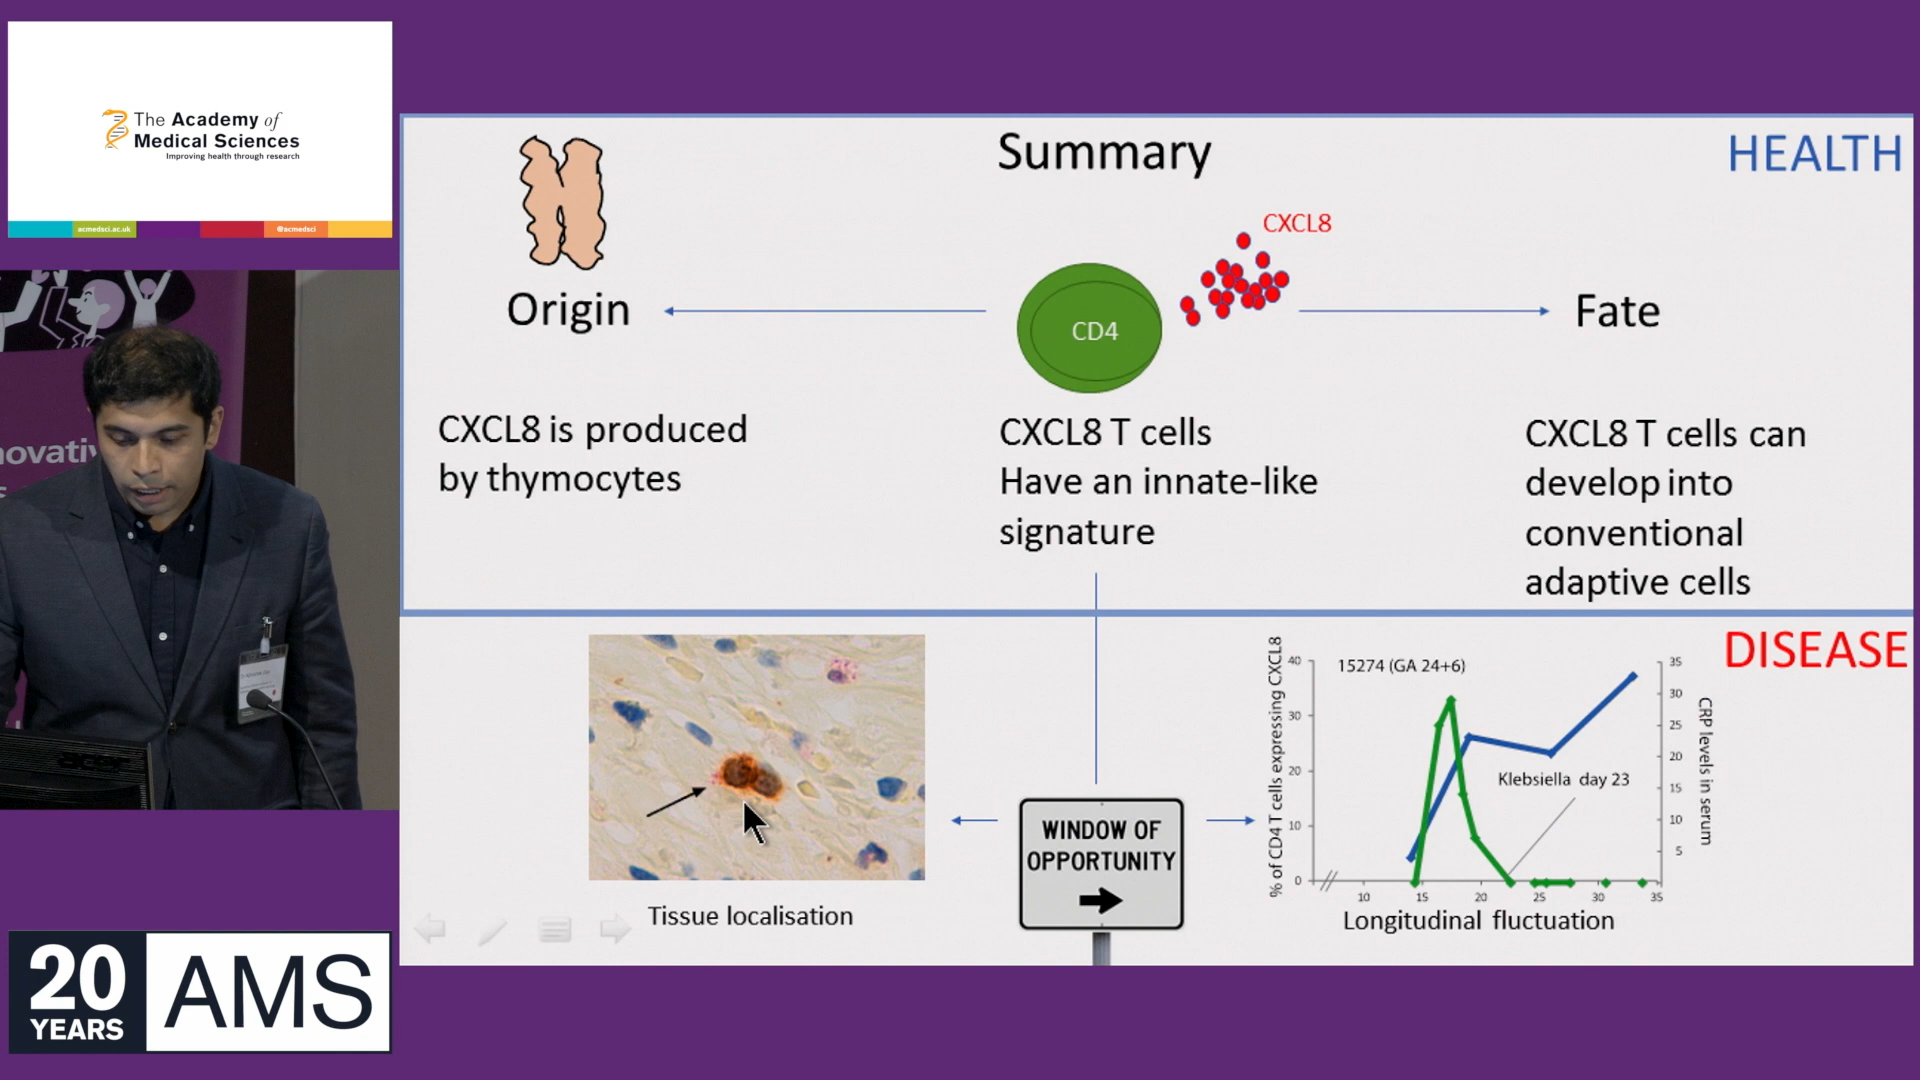 The Academy of
Medical Sciences
Improving health through research
acmedsci.ac.uk
@acmedsci
ovativ
20
YEARS
AMS
Summary
HEALTH
CXCL8
Origin
CD4
Fate
CXCL8 is produced
by thymocytes
CXCL8 T cells
Have an innate-like
signature
CXCL8 T cells can
develop into
conventional
adaptive cells
DISEASE
Tissue localisation
WINDOW OF
OPPORTUNITY
15274 (GA 24+6)
Klebsiella day 23
% of CD4 T cells expressing CXCL8
40
30
20
10
0
CRP levels in serum
35
30
25
20
15
10
5
10 15 20 25 30 35
Longitudinal fluctuation